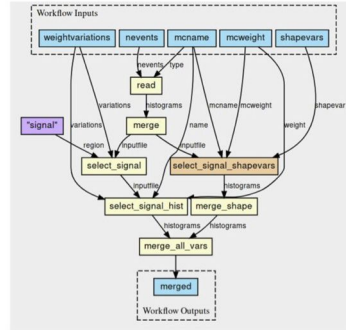 Workflow Inputs
weightvariations nevents mcname mcweight shapevars
nevents type
read
variations histograms mcname mcweight shapevar
"signal" variations merge name weight
region inputfile inputfile
select_signal select_signal_shapevars
inputfile histograms
select_signal_hist merge_shape
histograms histograms
merge_all_vars
merged
Workflow Outputs